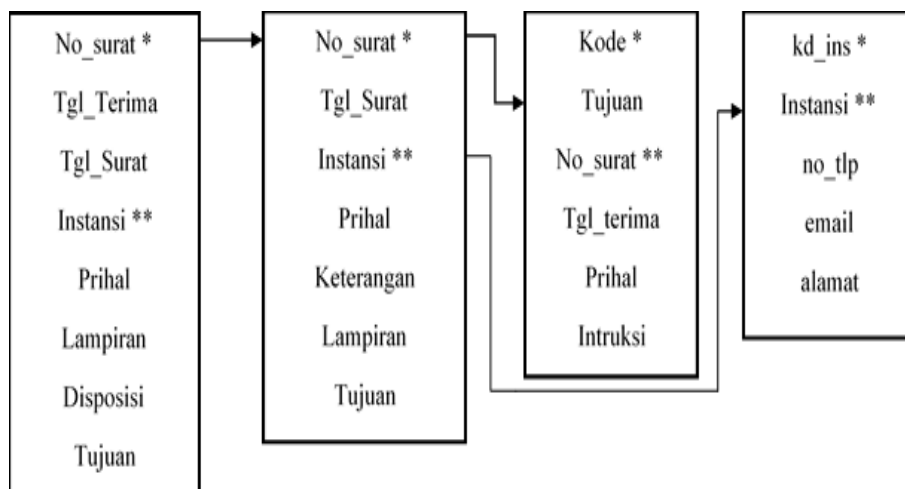 No_surat *
Tgl_Terima
Tgl_Surat
Instansi **
Prihal
Lampiran
Disposisi
Tujuan
No_surat *
Tgl_Surat
Instansi **
Prihal
Keterangan
Lampiran
Tujuan
Kode *
Tujuan
No_surat **
Tgl_terima
Prihal
Intruksi
kd_ins *
Instansi **
no_tlp
email
alamat